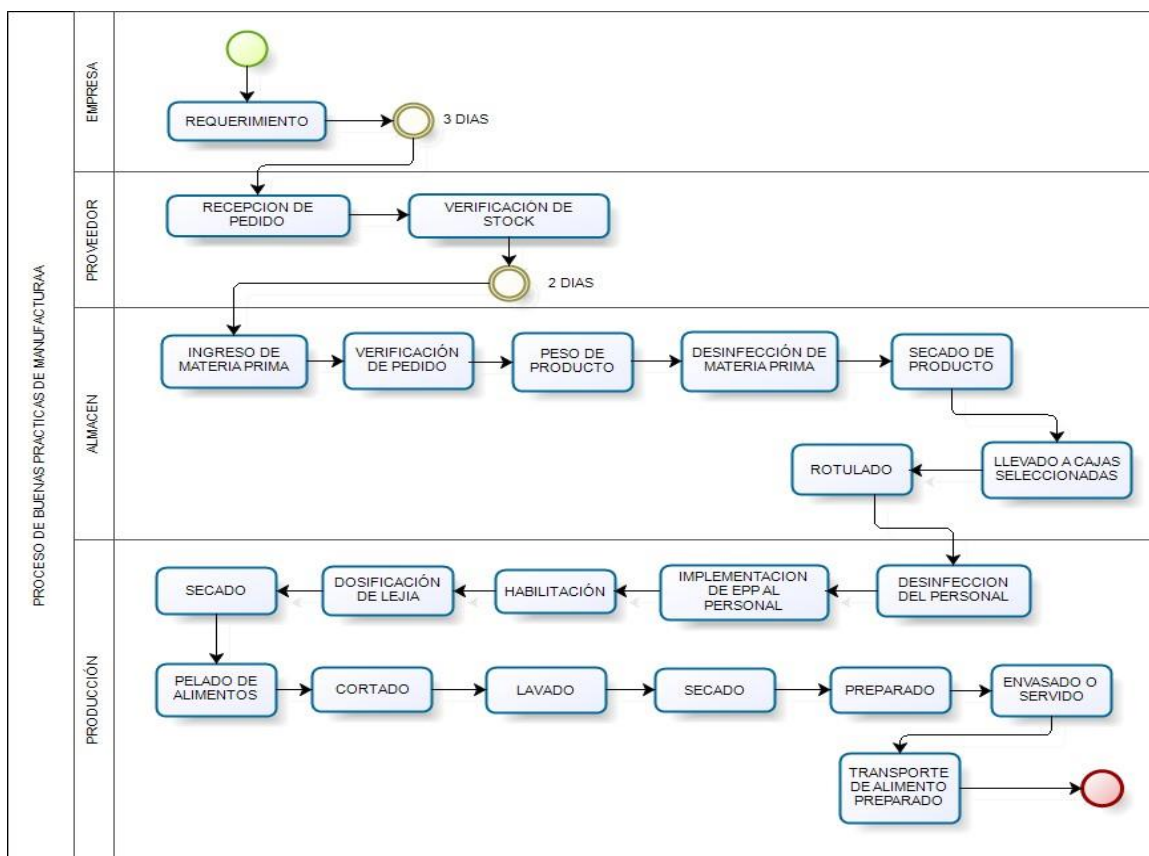 PROCESO DE BUENAS PRACTICAS DE MANUFACTURAA
EMPRESA
REQUERIMIENTO
3 DIAS
PROVEEDOR
RECEPCION DE
PEDIDO
VERIFICACIÓN DE
STOCK
2 DIAS
ALMACEN
INGRESO DE
MATERIA PRIMA
VERIFICACIÓN
DE PEDIDO
PESO DE
PRODUCTO
DESINFECCIÓN DE
MATERIA PRIMA
SECADO DE
PRODUCTO
LLEVADO A CAJAS
SELECCIONADAS
ROTULADO
PRODUCCIÓN
DESINFECCION
DEL PERSONAL
IMPLEMENTACION
DE EPP AL
PERSONAL
HABILITACIÓN
DOSIFICACIÓN
DE LEJIA
SECADO
PELADO DE
ALIMENTOS
CORTADO
LAVADO
SECADO
PREPARADO
ENVASADO O
SERVIDO
TRANSPORTE
DE ALIMENTO
PREPARADO